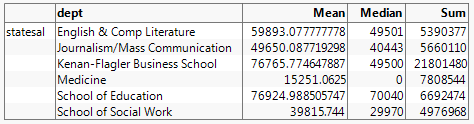 dept Mean Median Sum
statesal English & Comp Literature 59893.077777778 49501 5390377
Journalism/Mass Communication 49650.087719298 40443 5660110
Kenan-Flagler Business School 76765.774647887 49500 21801480
Medicine 15251.0625 0 7808544
School of Education 76924.988505747 70040 6692474
School of Social Work 39815.744 29970 4976968